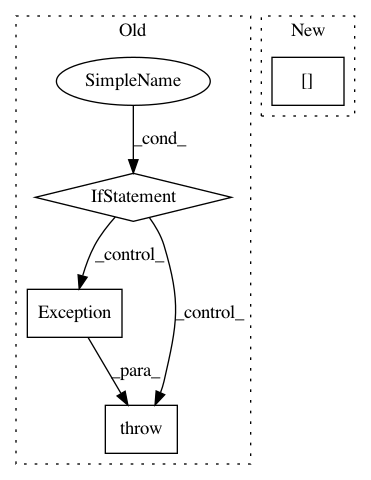 Old
New
SimpleName
[]
_cond_
IfStatement
_control_
Exception
_control_
_para_
throw